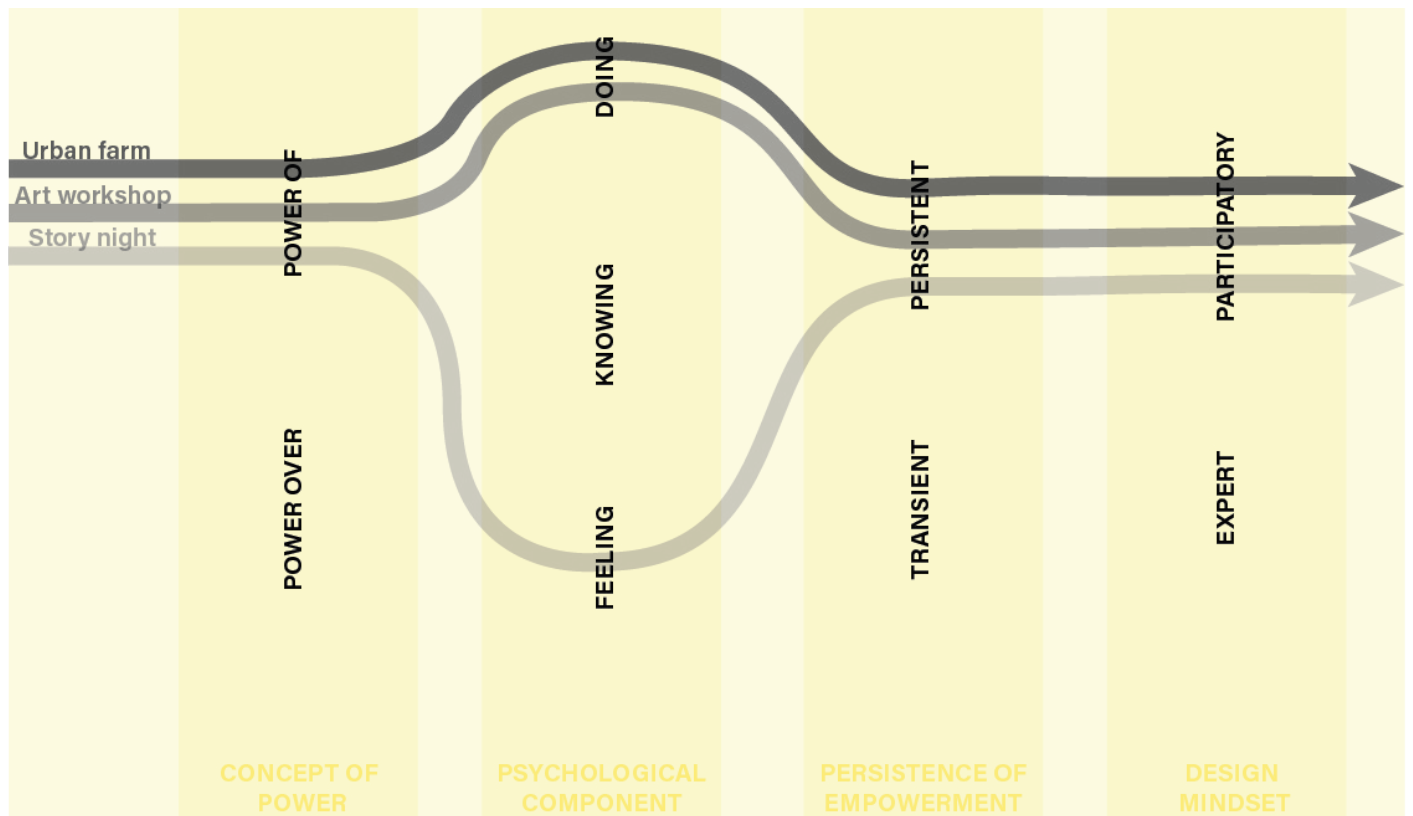 Urban farm
Art workshop
Story night
POWER OF
POWER OVER
DOING
KNOWING
FEELING
PERSISTENT
TRANSIENT
PARTICIPATORY
EXPERT
CONCEPT OF
POWER
PSYCHOLOGICAL
COMPONENT
PERSISTENCE OF
EMPOWERMENT
DESIGN
MINDSET